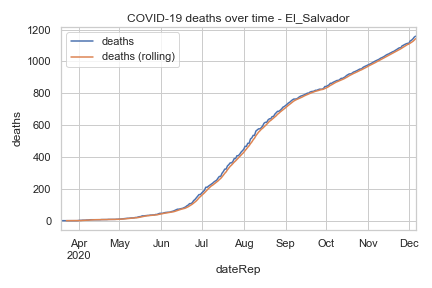 COVID-19 deaths over time - El_Salvador
deaths
deaths (rolling)
1200
1000
800
600
400
200
0
deaths
Apr May Jun Jul Aug Sep Oct Nov Dec
2020
dateRep